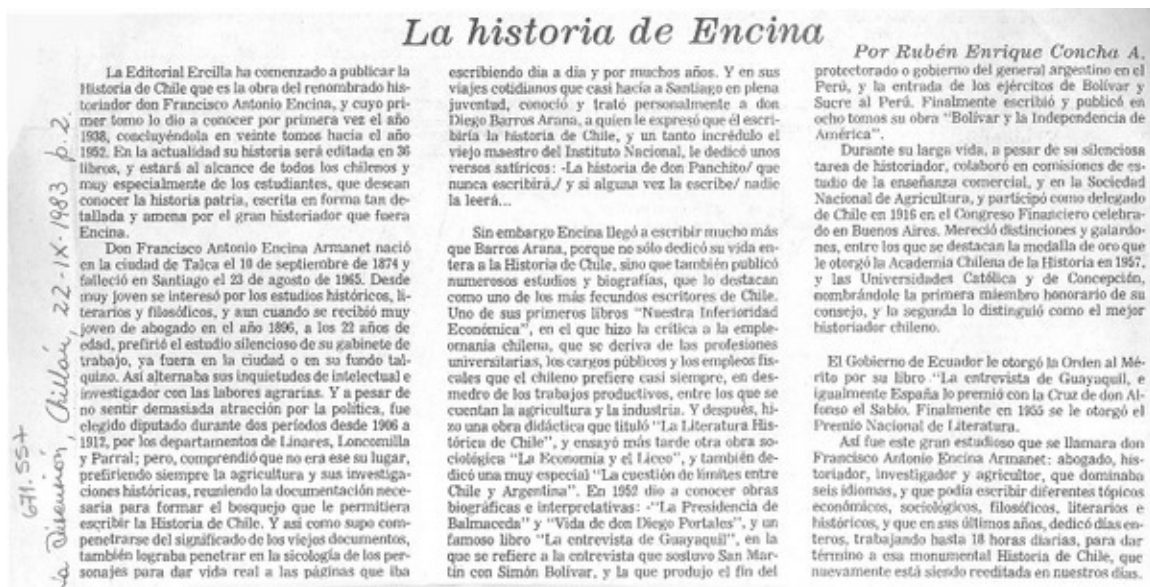 La historia de Encina
Por Rubén Enrique Concha A.
La Editorial Ercilla ha comenzado a publicar la
Historia de Chile que es la obra del renombrado his-
toriador don Francisco Antonio Encina, y cuyo pri-
mer tomo lo dio a conocer por primera vez el año
1938, concluyéndola en veinte tomos hacia el año
1952. En la actualidad su historia será editada en 36
libros, y estará al alcance de todos los chilenos y
muy especialmente de los estudiantes, que desean
conocer la historia patria, escrita en forma tan de-
tallada y amena por el gran historiador que fuera
Encina.
Don Francisco Antonio Encina Armanet nació
en la ciudad de Talca el 10 de septiembre de 1874 y
falleció en Santiago el 23 de agosto de 1965. Desde
muy joven se interesó por los estudios históricos, li-
terarios y filosóficos, y aun cuando se recibió muy
joven de abogado en el año 1896, a los 22 años de
edad, prefirió el estudio silencioso de su gabinete de
trabajo, ya fuera en la ciudad o en su fundo tal-
quino. Así alternaba sus inquietudes de intelectual e
investigador con las labores agrarias. Y a pesar de
no sentir demasiada atracción por la política, fue
elegido diputado durante dos períodos desde 1906 a
1912, por los departamentos de Linares, Loncomilla
y Parral; pero, comprendió que no era ese su lugar,
prefiriendo siempre la agricultura y sus investiga-
ciones históricas, reuniendo la documentación nece-
saria para formar el bosquejo que le permitiera
escribir la Historia de Chile. Y así como supo com-
penetrarse del significado de los viejos documentos,
también lograba penetrar en la sicología de los per-
sonajes para dar vida real a las páginas que iba
escribiendo día a día y por muchos años. Y en sus
viajes cotidianos que casi hacía a Santiago en plena
juventud, conoció y trató personalmente a don
Diego Barros Arana, a quien le expresó que él escri-
biría la historia de Chile, y un tanto incrédulo el
viejo maestro del Instituto Nacional, le dedicó unos
versos satíricos: -La historia de don Panchito/ que
nunca escribirá,/ y si alguna vez la escribe/ nadie
la leerá...
Sin embargo Encina llegó a escribir mucho más
que Barros Arana, porque no sólo dedicó su vida en-
tera a la Historia de Chile, sino que también publicó
numerosos estudios y biografías, que lo destacan
como uno de los más fecundos escritores de Chile.
Uno de sus primeros libros "Nuestra Inferioridad
Económica", en el que hizo la crítica a la emple-
omanía chilena, que se deriva de las profesiones
universitarias, los cargos públicos y los empleos fis-
cales que el chileno prefiere casi siempre, en des-
medro de los trabajos productivos, entre los que se
cuentan la agricultura y la industria. Y después, hi-
zo una obra didáctica que tituló "La Literatura His-
tórica de Chile", y ensayó más tarde otra obra so-
ciológica "La Economía y el Liceo", y también de-
dicó una muy especial "La cuestión de límites entre
Chile y Argentina". En 1952 dio a conocer obras
biográficas e interpretativas: -"La Presidencia de
Balmaceda" y "Vida de don Diego Portales", y un
famoso libro "La entrevista de Guayaquil", en la
que se refiere a la entrevista que sostuvo San Mar-
tín con Simón Bolívar, y la que produjo el fin del
protectorado o gobierno del general argentino en el
Perú, y la entrada de los ejércitos de Bolívar y
Sucre al Perú. Finalmente escribió y publicó en
ocho tomos su obra "Bolívar y la Independencia de
América".
Durante su larga vida, a pesar de su silenciosa
tarea de historiador, colaboró en comisiones de es-
tudio de la enseñanza comercial, y en la Sociedad
Nacional de Agricultura, y participó como delegado
de Chile en 1916 en el Congreso Financiero celebra-
do en Buenos Aires. Mereció distinciones y galardo-
nes, entre los que se destacan la medalla de oro que
le otorgó la Academia Chilena de la Historia en 1957,
y las Universidades Católica y de Concepción,
nombrándole la primera miembro honorario de su
consejo, y la segunda lo distinguió como el mejor
historiador chileno.
El Gobierno de Ecuador le otorgó la Orden al Mé-
rito por su libro "La entrevista de Guayaquil, e
igualmente España lo premió con la Cruz de don Al-
fonso el Sabio. Finalmente en 1955 se le otorgó el
Premio Nacional de Literatura.
Así fue este gran estudioso que se llamara don
Francisco Antonio Encina Armanet: abogado, his-
toriador, investigador y agricultor, que dominaba
seis idiomas, y que podía escribir diferentes tópicos
económicos, sociológicos, filosóficos, literarios e
históricos, y que en sus últimos años, dedicó días en-
teros, trabajando hasta 18 horas diarias, para dar
término a esa monumental Historia de Chile, que
nuevamente está siendo reeditada en nuestros días.
671.557
Discusión, Chillán, 22-IX-1983 p. 2.